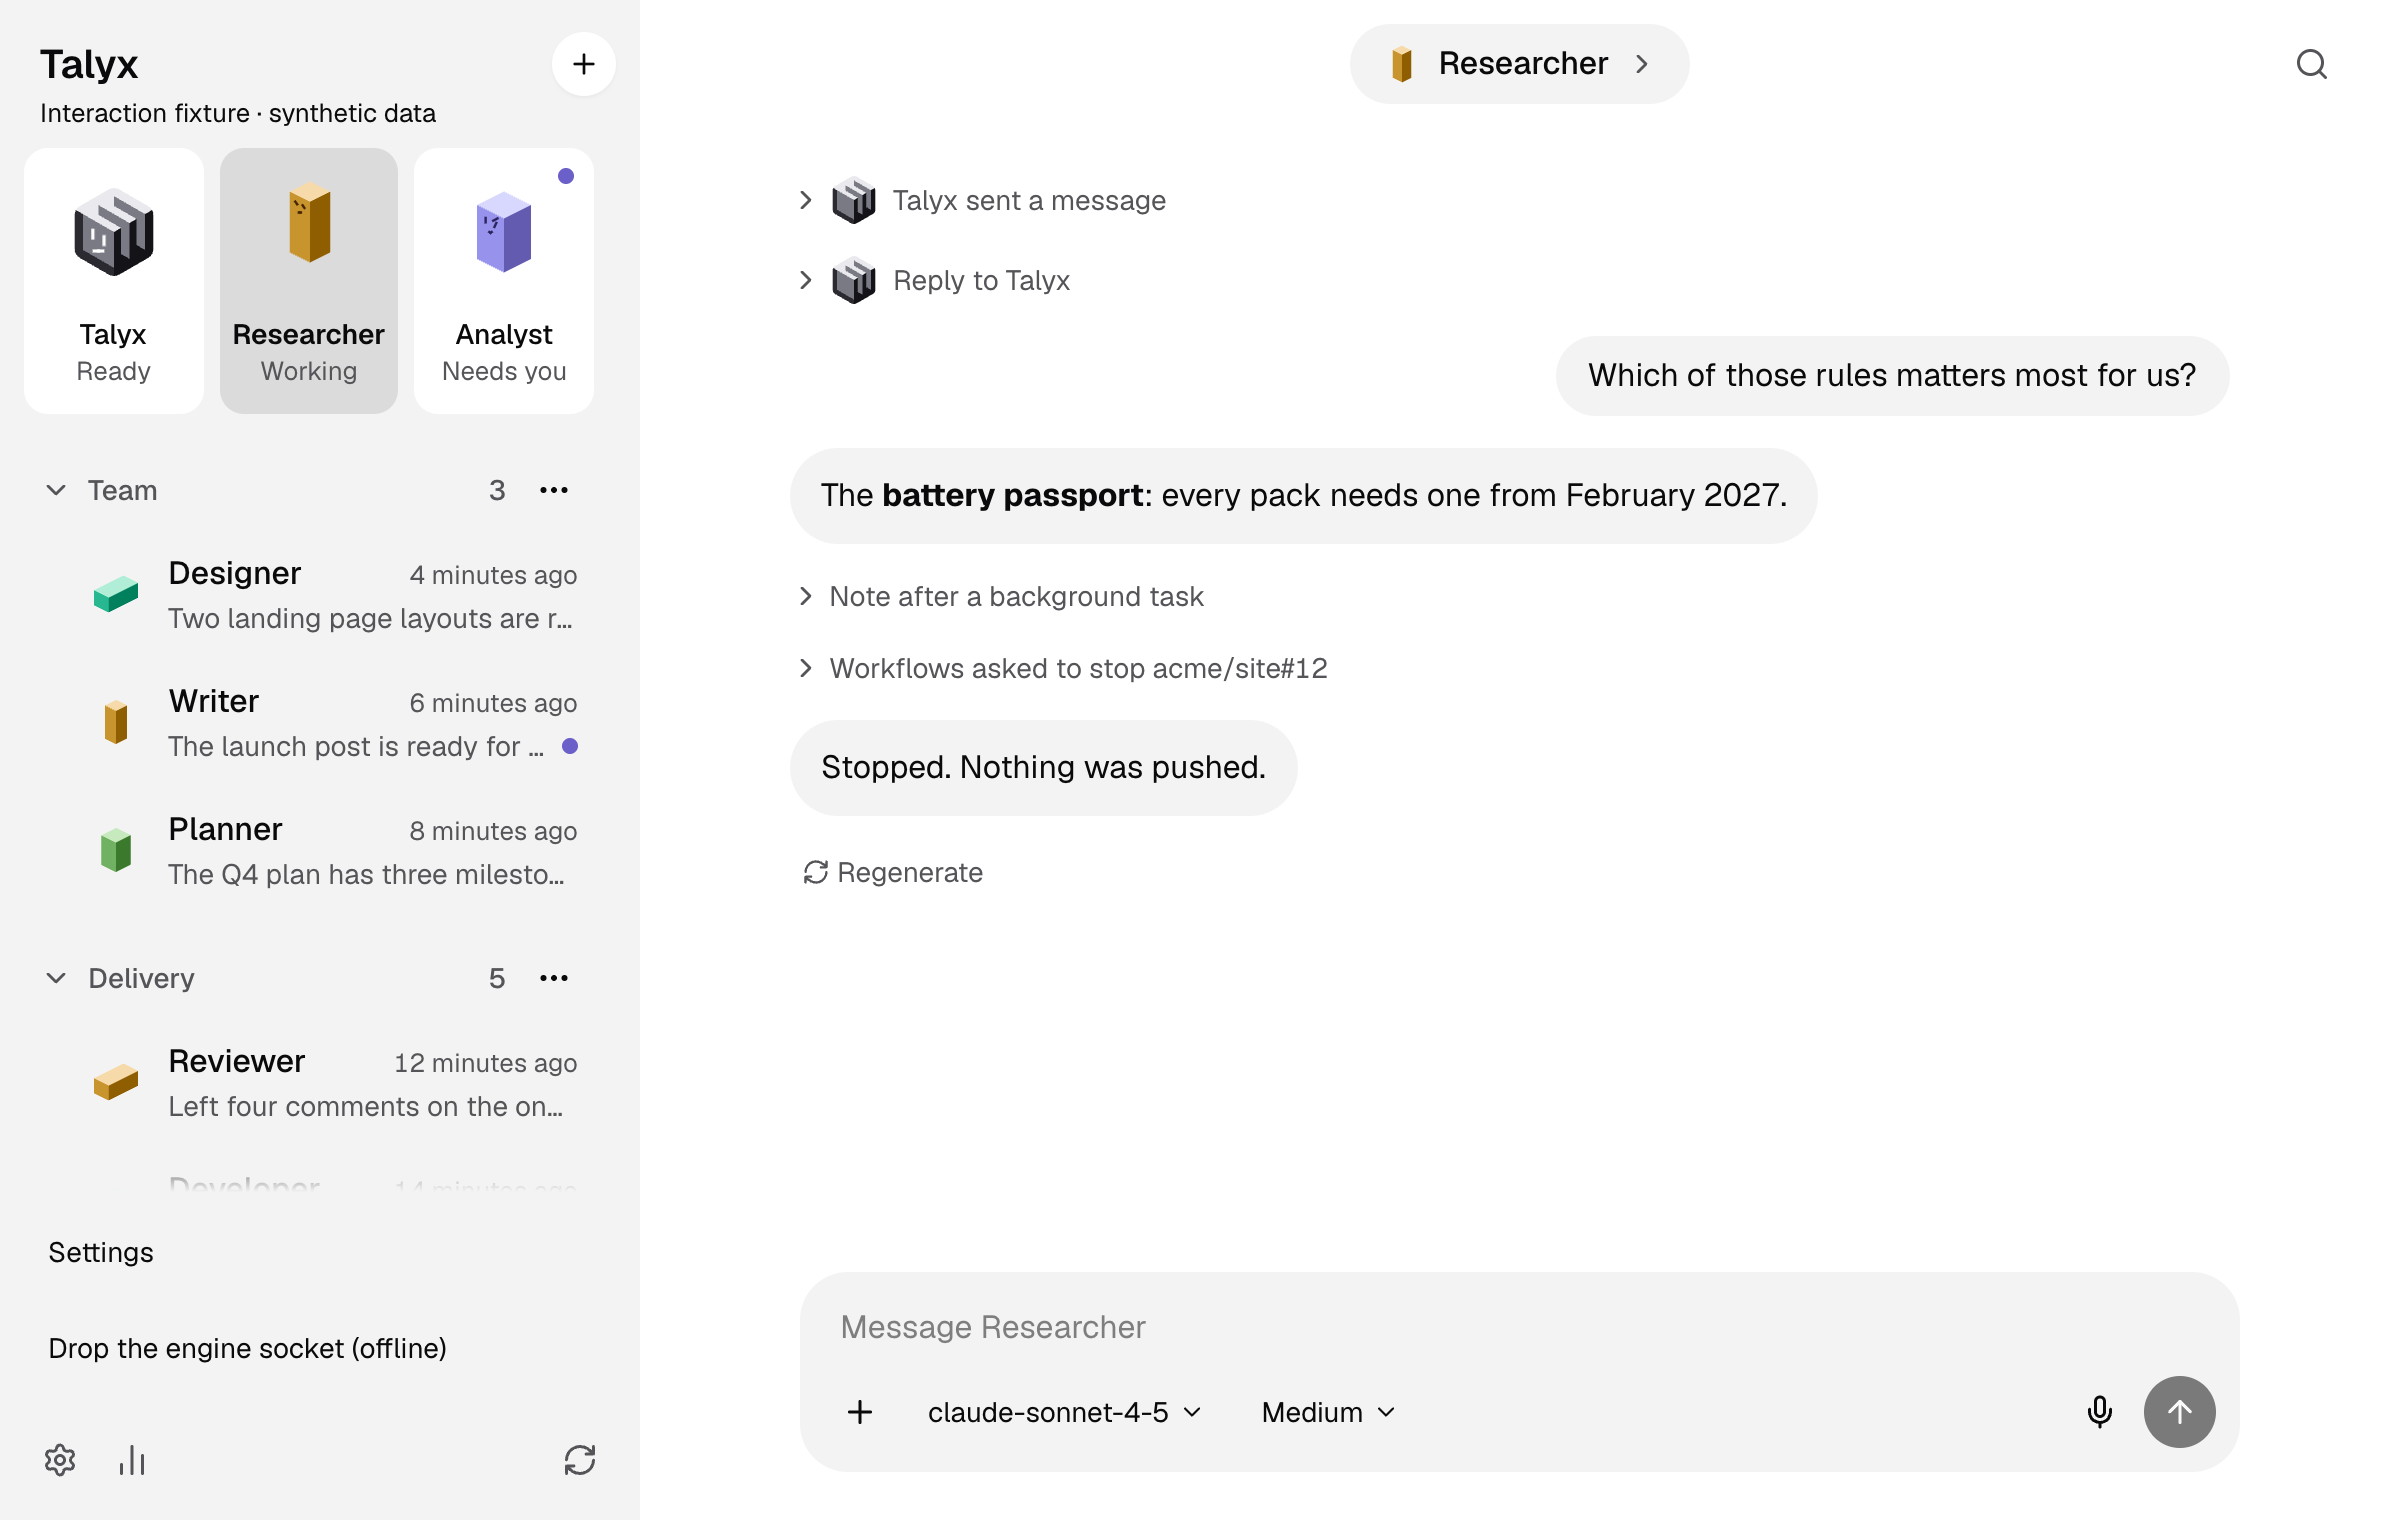 Talyx
Interaction fixture · synthetic data
Talyx
Ready
Researcher
Working
Analyst
Needs you
Team 3
Designer 4 minutes ago
Two landing page layouts are r...
Writer 6 minutes ago
The launch post is ready for ...
Planner 8 minutes ago
The Q4 plan has three milesto...
Delivery 5
Reviewer 12 minutes ago
Left four comments on the on...
Developer 14 minutes ago
Settings
Drop the engine socket (offline)
Researcher
Talyx sent a message
Reply to Talyx
Which of those rules matters most for us?
The battery passport: every pack needs one from February 2027.
Note after a background task
Workflows asked to stop acme/site#12
Stopped. Nothing was pushed.
Regenerate
Message Researcher
claude-sonnet-4-5 Medium